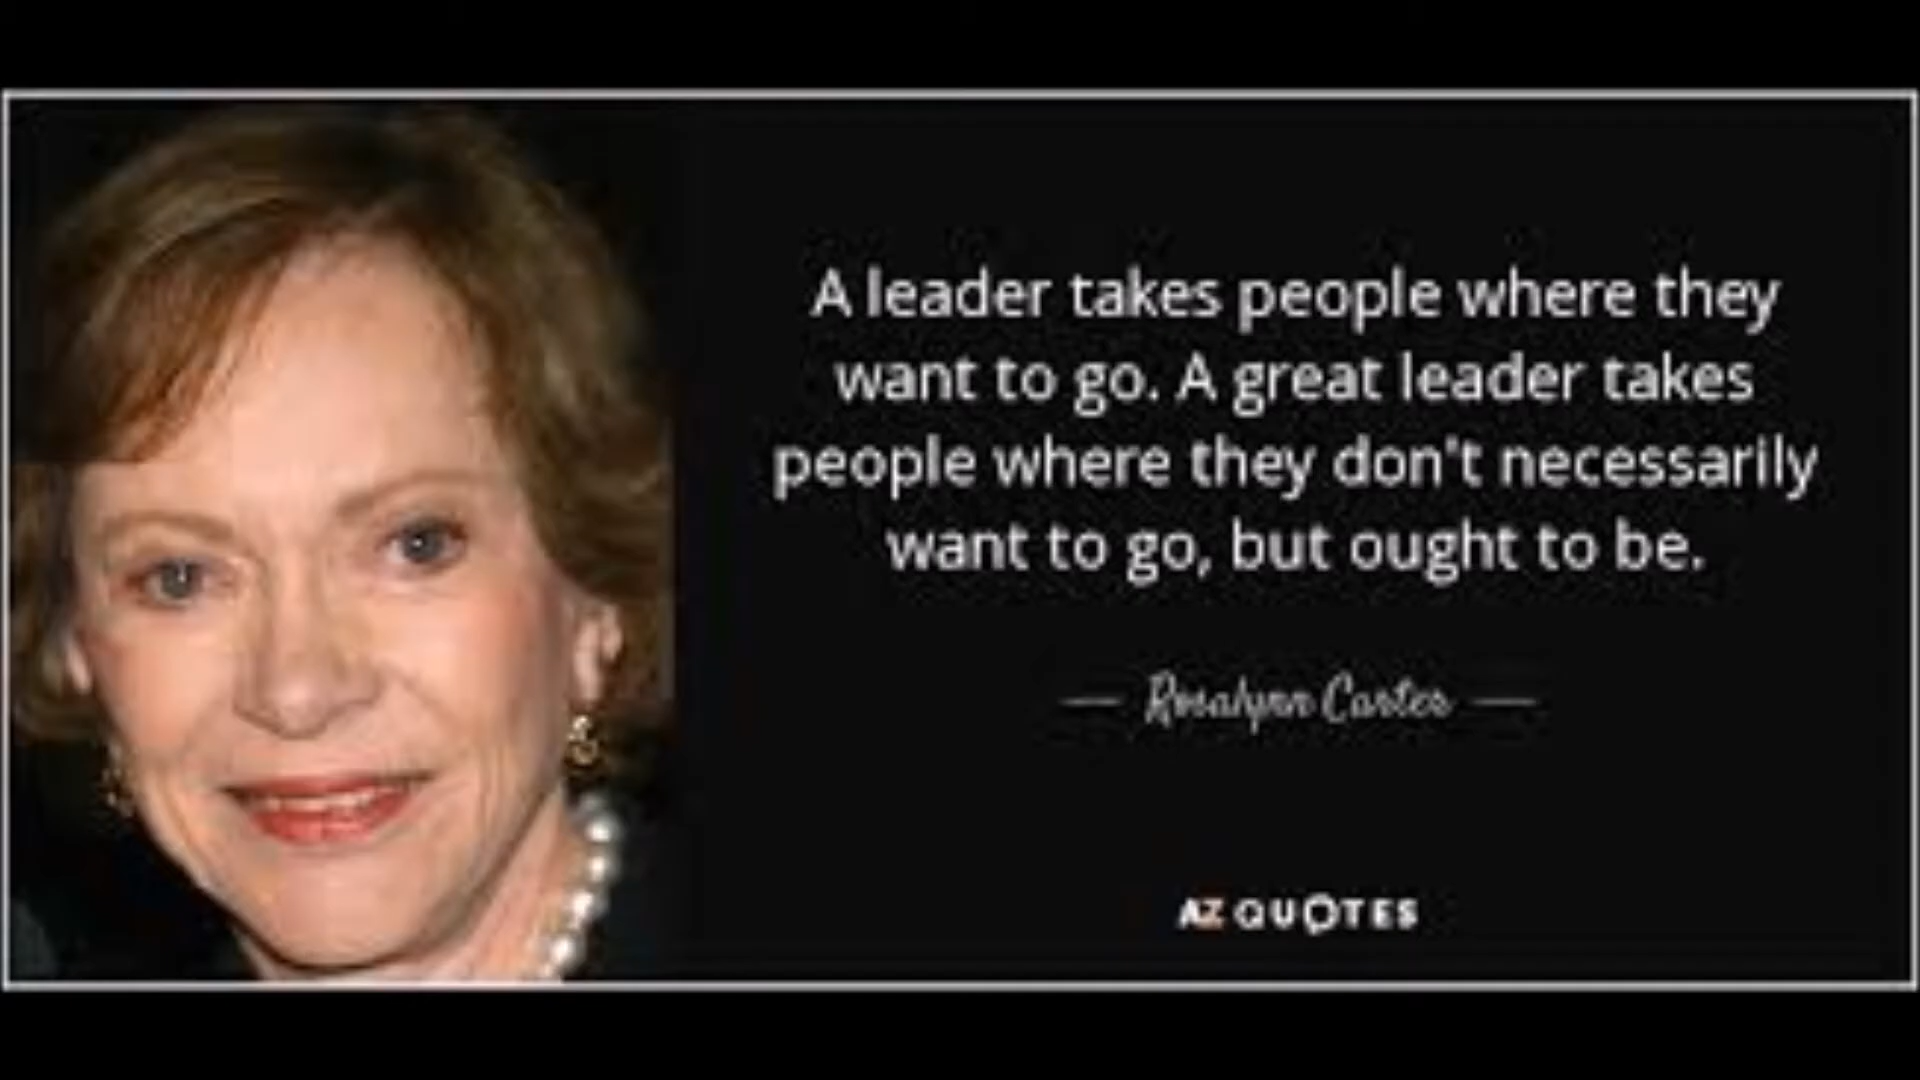 A leader takes people where they
want to go. A great leader takes
people where they don't necessarily
want to go, but ought to be.
— Rosalynn Carter —
AZ QUOTES